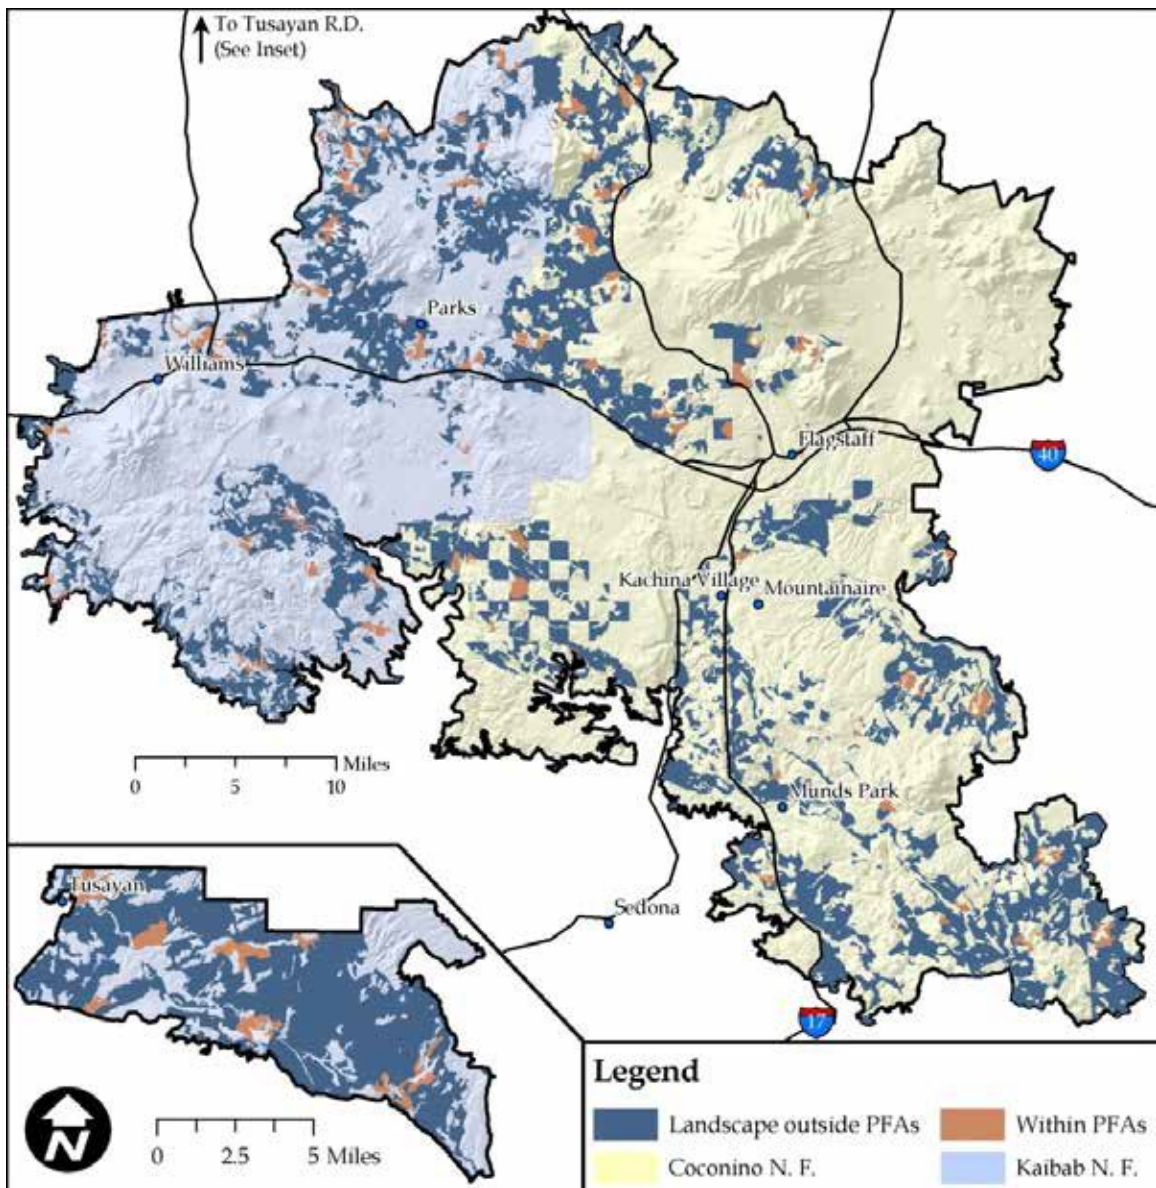 To Tusayan R.D.
(See Inset)
Parks
Williams
Flagstaff
40
Kachina Village
Mountainaire
Miles
0 5 10
Munds Park
Tusayan
Sedona
17
N
0 2.5 5 Miles
Legend
Landscape outside PFAs
Within PFAs
Coconino N. F.
Kaibab N. F.